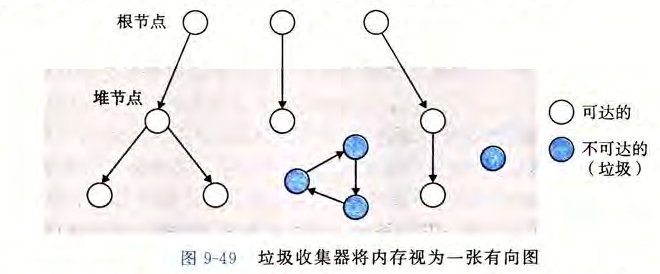 根节点
堆节点
可达的
不可达的
（垃圾）
图 9-49 垃圾收集器将内存视为一张有向图